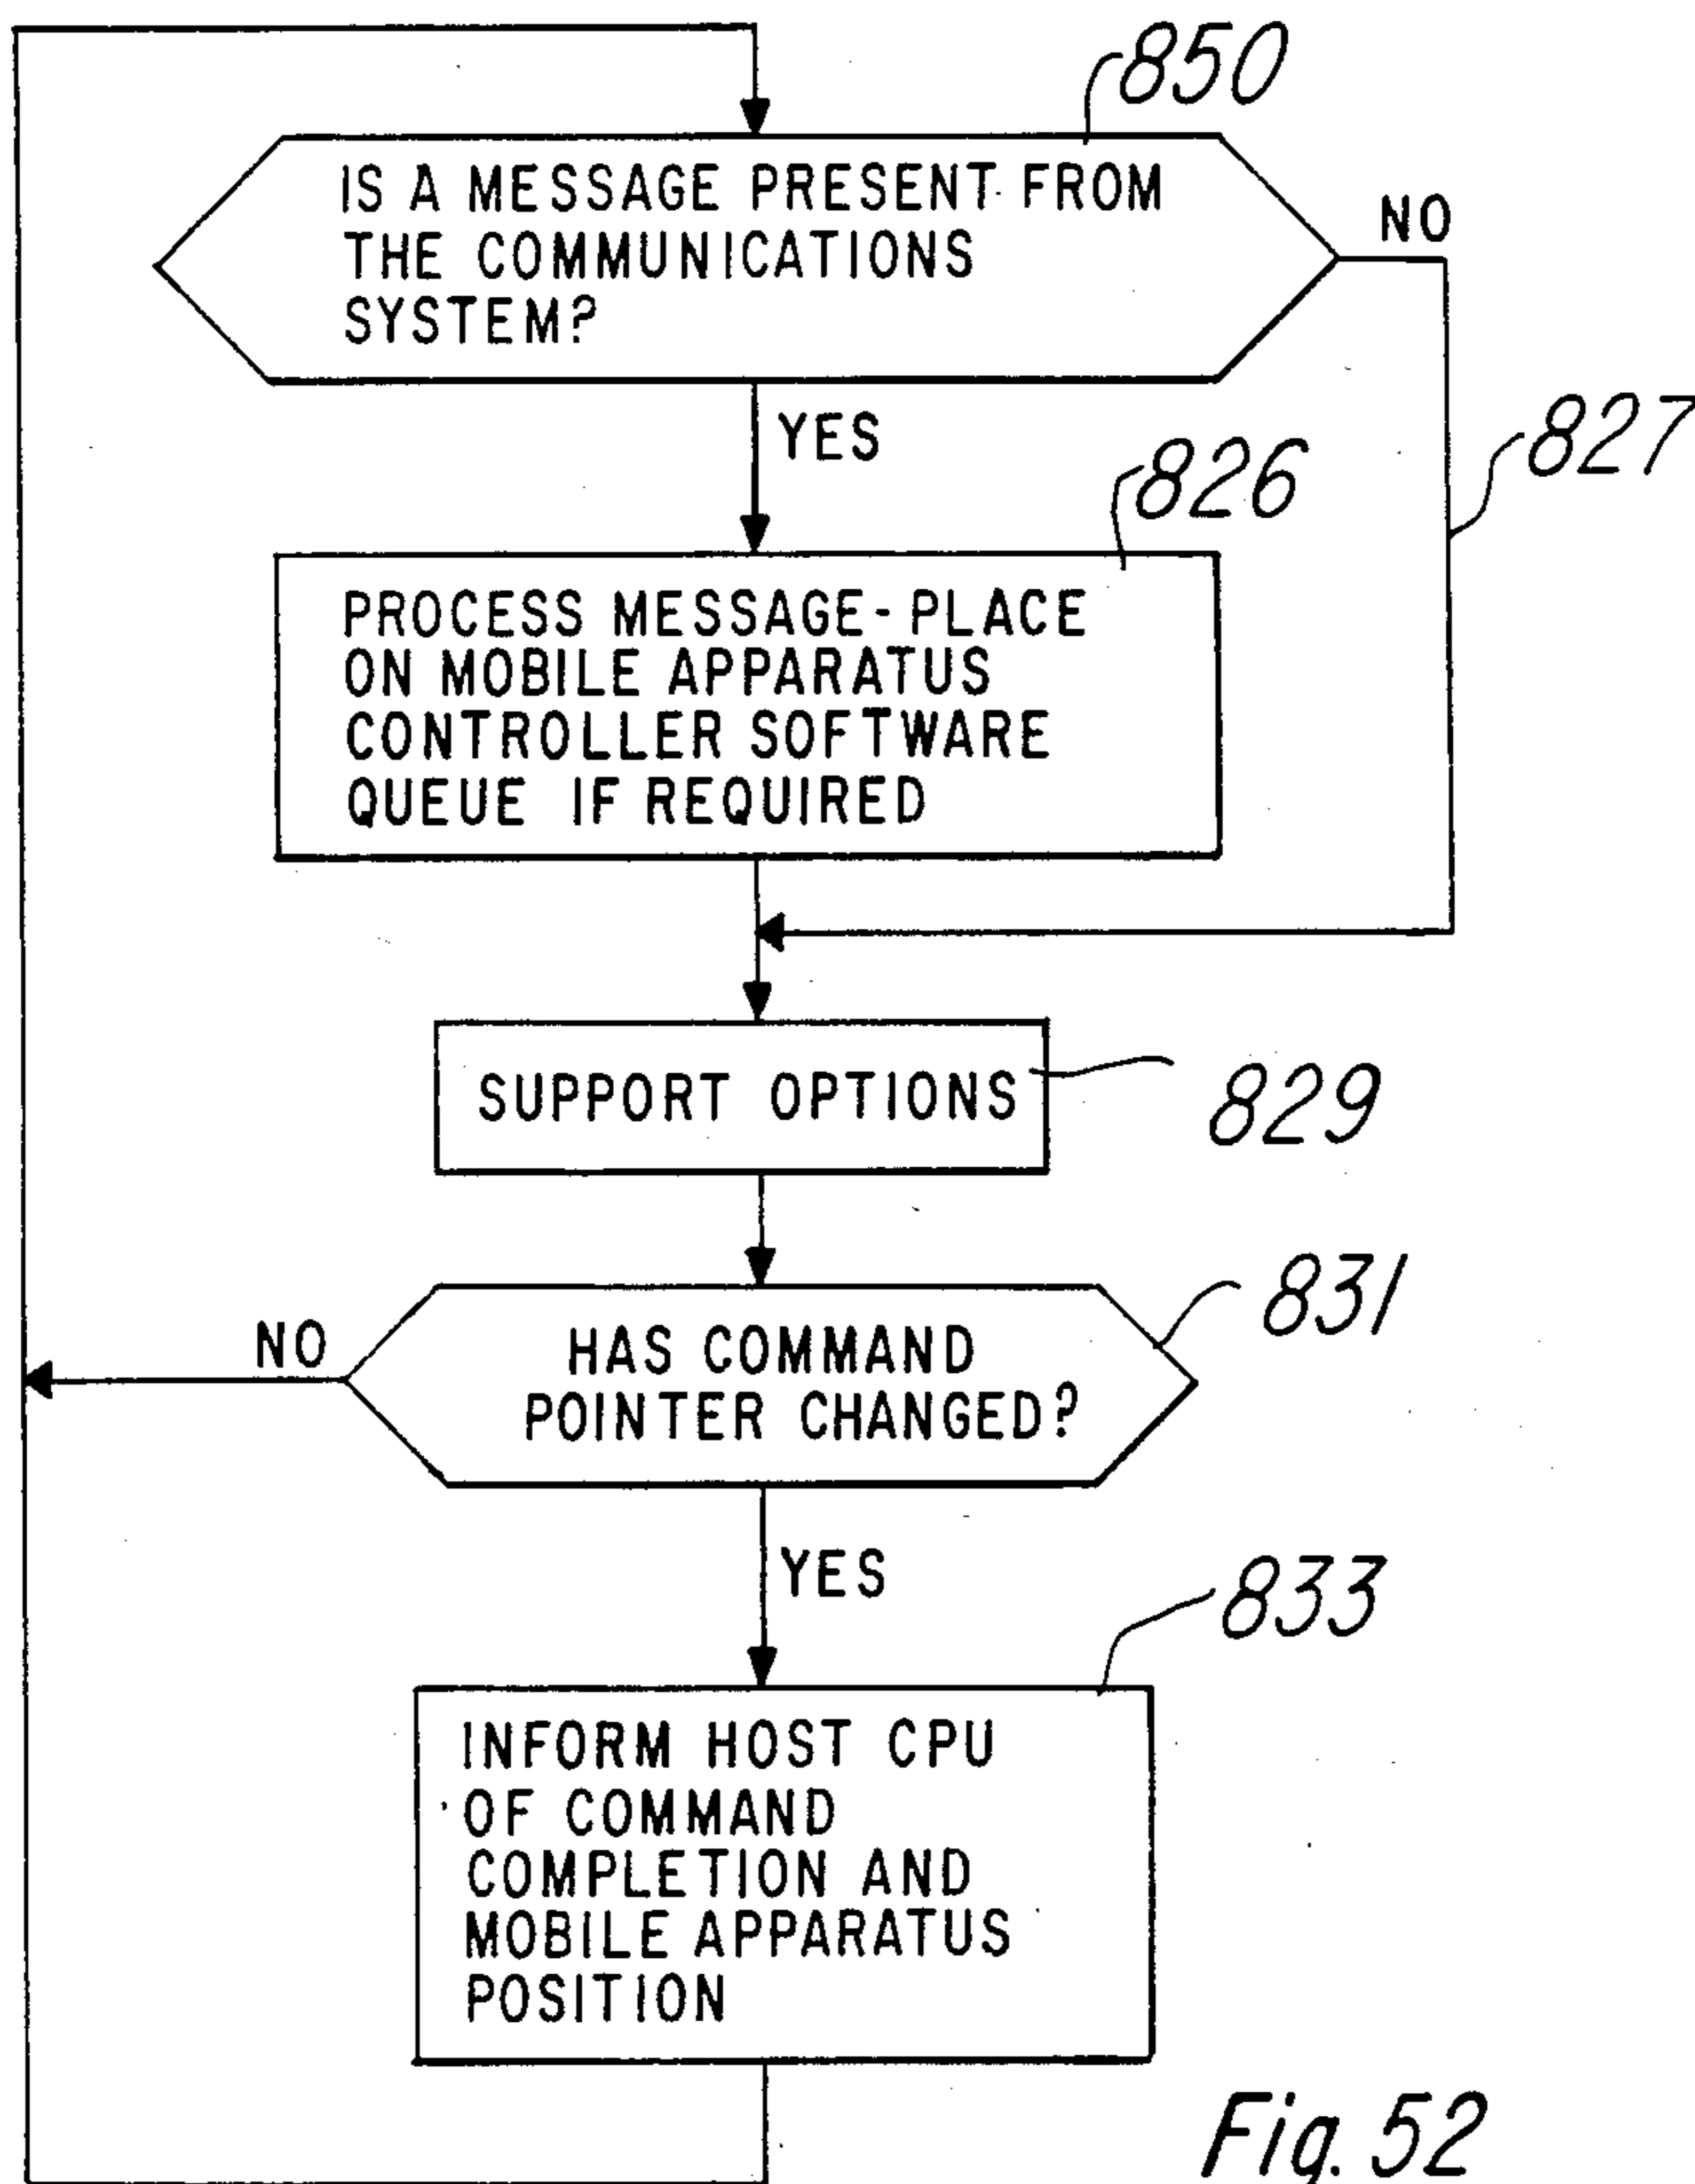 850
IS A MESSAGE PRESENT FROM
THE COMMUNICATIONS
SYSTEM?
NO
YES
827
826
PROCESS MESSAGE-PLACE
ON MOBILE APPARATUS
CONTROLLER SOFTWARE
QUEUE IF REQUIRED
SUPPORT OPTIONS
829
831
NO
HAS COMMAND
POINTER CHANGED?
YES
833
INFORM HOST CPU
OF COMMAND
COMPLETION AND
MOBILE APPARATUS
POSITION
Fig. 52